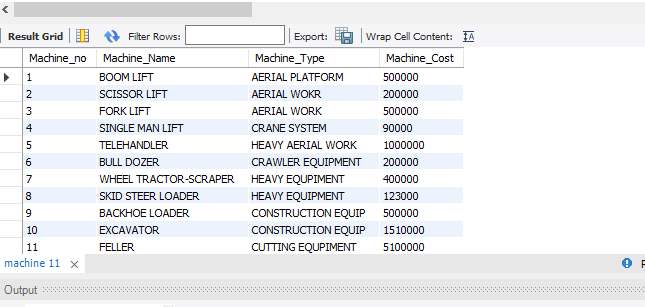 Result Grid Filter Rows: Export: Wrap Cell Content: IA
Machine_no Machine_Name Machine_Type Machine_Cost
1 BOOM LIFT AERIAL PLATFORM 500000
2 SCISSOR LIFT AERIAL WOKR 200000
3 FORK LIFT AERIAL WORK 500000
4 SINGLE MAN LIFT CRANE SYSTEM 90000
5 TELEHANDLER HEAVY AERIAL WORK 1000000
6 BULL DOZER CRAWLER EQUIPMENT 200000
7 WHEEL TRACTOR-SCRAPER HEAVY EQUPIMENT 400000
8 SKID STEER LOADER HEAVY EQUIPMENT 123000
9 BACKHOE LOADER CONSTRUCTION EQUIP 500000
10 EXCAVATOR CONSTRUCTION EQUIP 1510000
11 FELLER CUTTING EQUPIMENT 5100000
machine 11
Output